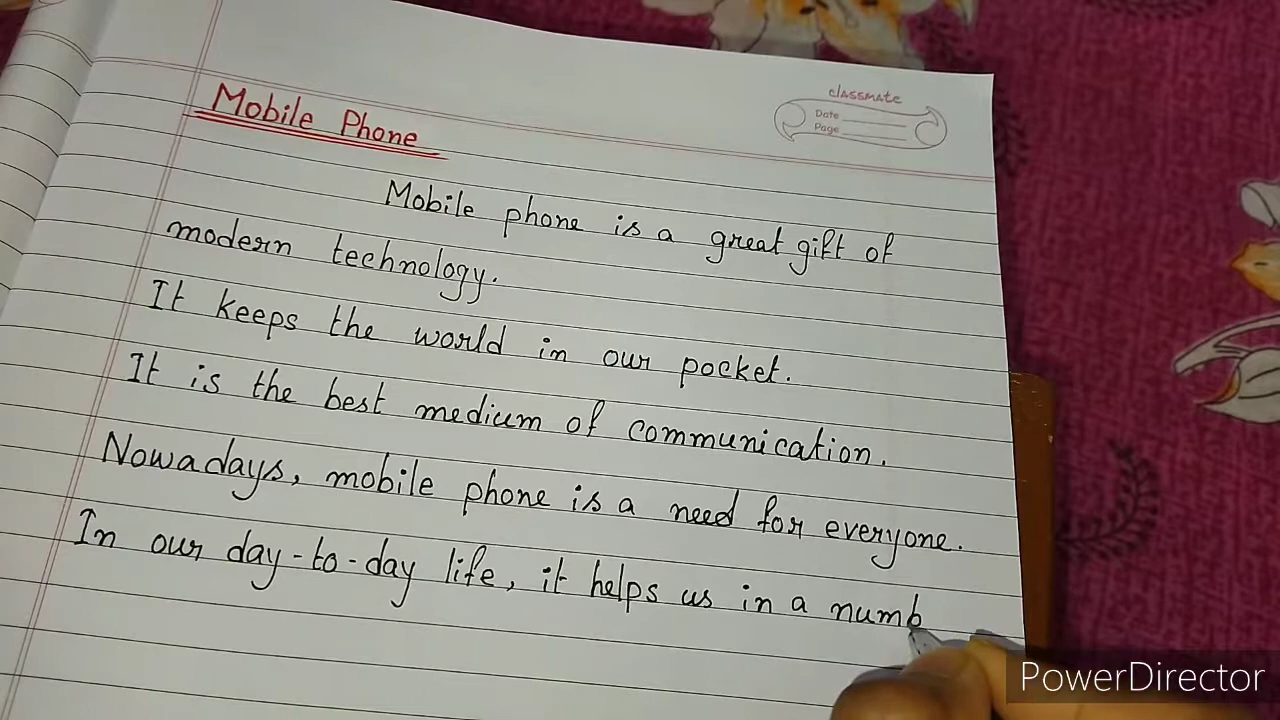 classmate
Date
Page
Mobile Phone
Mobile phone is a great gift of
modern technology.
It keeps the world in our pocket.
It is the best medium of communication.
Nowadays, mobile phone is a need for everyone.
In our day-to-day life, it helps us in a numb
PowerDirector